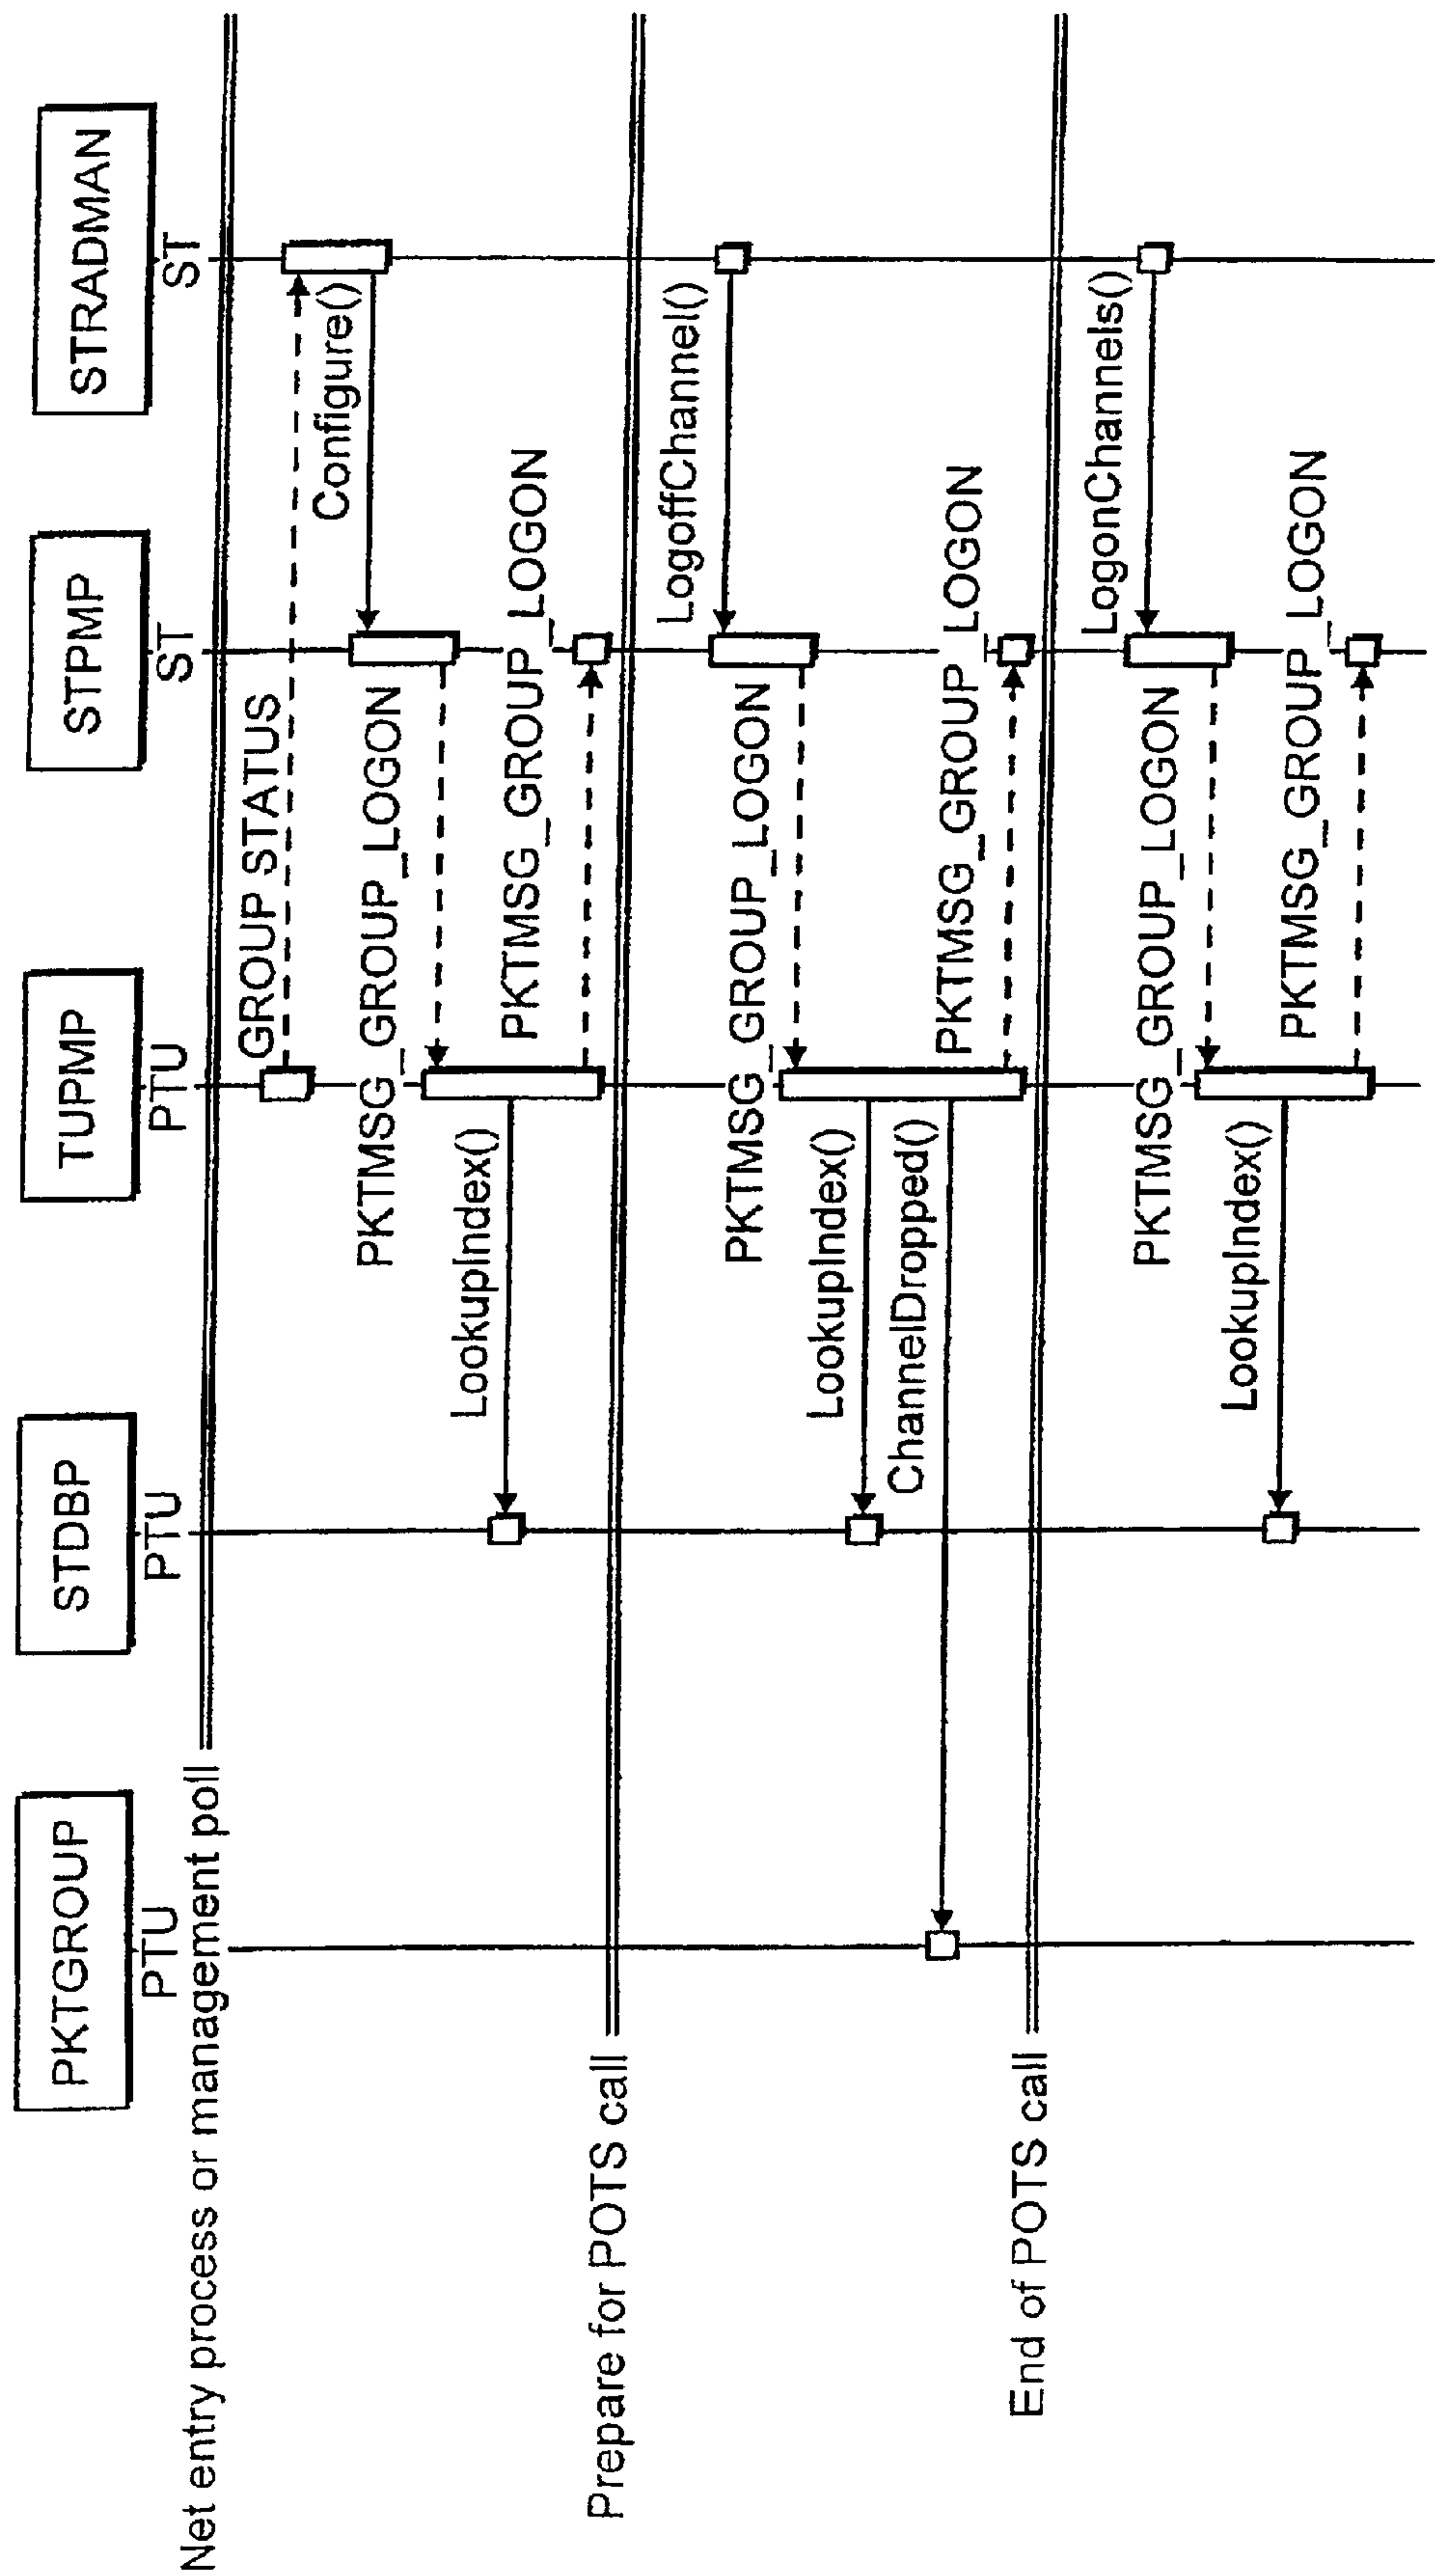 PKTGROUP
PTU
STDBP
PTU
TUPMP
PTU
STPMP
ST
STRADMAN
ST
Net entry process or management poll
GROUP STATUS
Configure()
PKTMSG_GROUP_LOGON
LookupIndex()
PKTMSG_GROUP_LOGON
Prepare for POTS call
LogoffChannel()
PKTMSG_GROUP_LOGON
LookupIndex()
ChannelDropped()
PKTMSG_GROUP_LOGON
End of POTS call
LogonChannels()
PKTMSG_GROUP_LOGON
LookupIndex()
PKTMSG_GROUP_LOGON